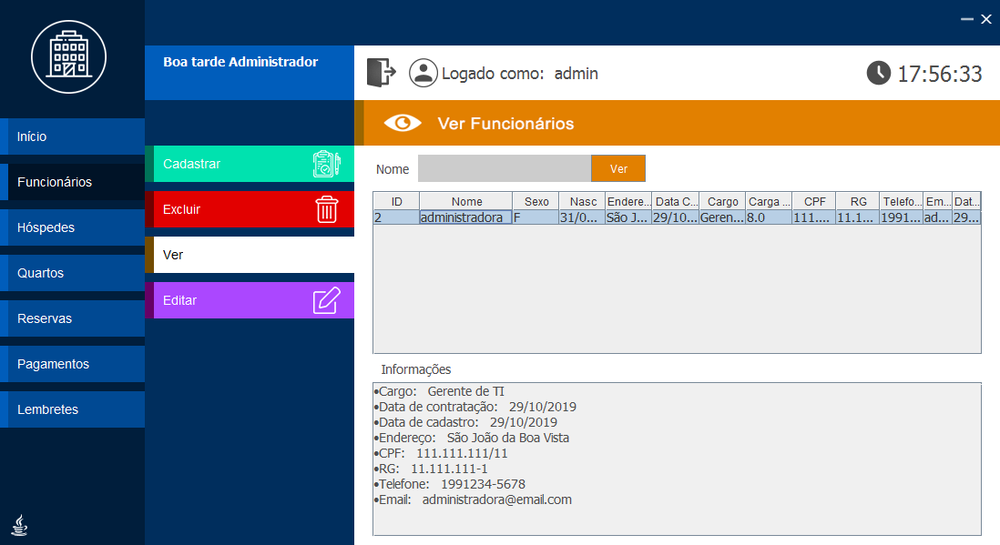 Boa tarde Administrador
Logado como: admin
17:56:33
Início
Funcionários
Hóspedes
Quartos
Reservas
Pagamentos
Lembretes
Cadastrar
Excluir
Ver
Editar
Ver Funcionários
Nome
Ver
ID Nome Sexo Nasc Endere... Data C... Cargo Carga ... CPF RG Telefo... Em... Dat...
2 administradora F 31/0... São J... 29/10... Geren... 8.0 111.... 11.1... 1991... ad... 29...
Informações
•Cargo: Gerente de TI
•Data de contratação: 29/10/2019
•Data de cadastro: 29/10/2019
•Endereço: São João da Boa Vista
•CPF: 111.111.111/11
•RG: 11.111.111-1
•Telefone: 1991234-5678
•Email: administradora@email.com